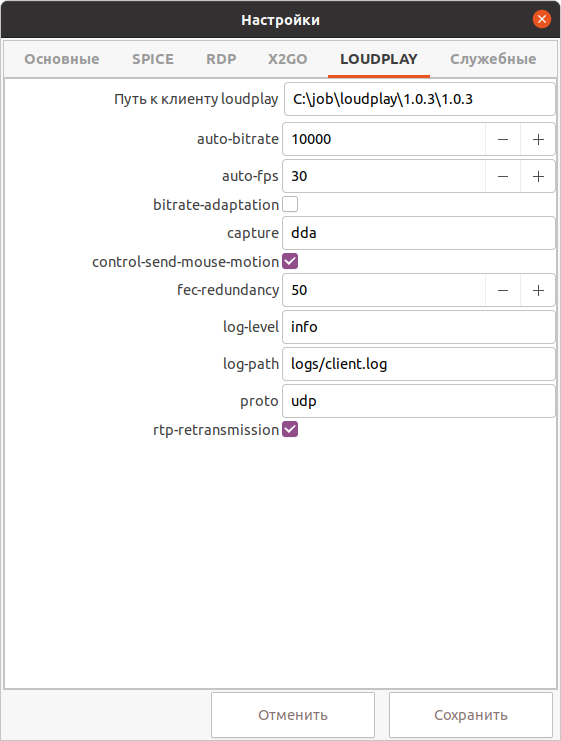 Настройки
Основные SPICE RDP X2GO LOUDPLAY Служебные
Путь к клиенту loudplay C:\job\loudplay\1.0.3\1.0.3
auto-bitrate 10000
auto-fps 30
bitrate-adaptation
capture dda
control-send-mouse-motion
fec-redundancy 50
log-level info
log-path logs/client.log
proto udp
rtp-retransmission
Отменить Сохранить